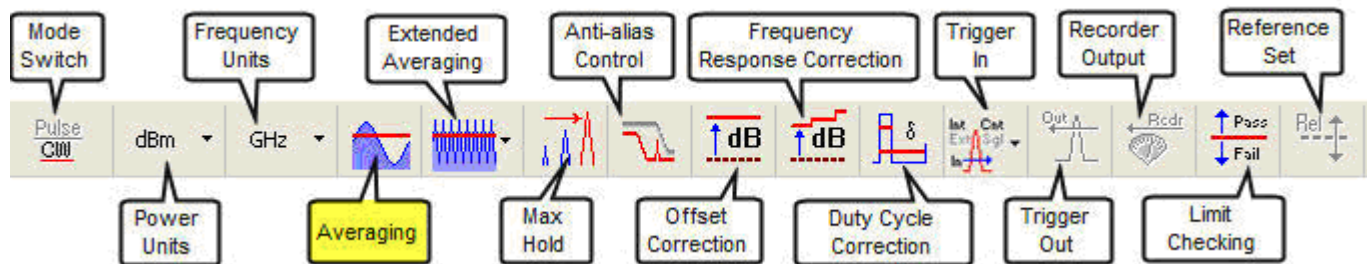 Mode
Switch
Frequency
Units
Extended
Averaging
Anti-alias
Control
Frequency
Response Correction
Trigger
In
Recorder
Output
Reference
Set
Pulse
CW
dBm
GHz
dB
dB
δ
Int Cnt
Ext Sgl
In
Out
Rcdr
Pass
Fail
Rel
Power
Units
Averaging
Max
Hold
Offset
Correction
Duty Cycle
Correction
Trigger
Out
Limit
Checking